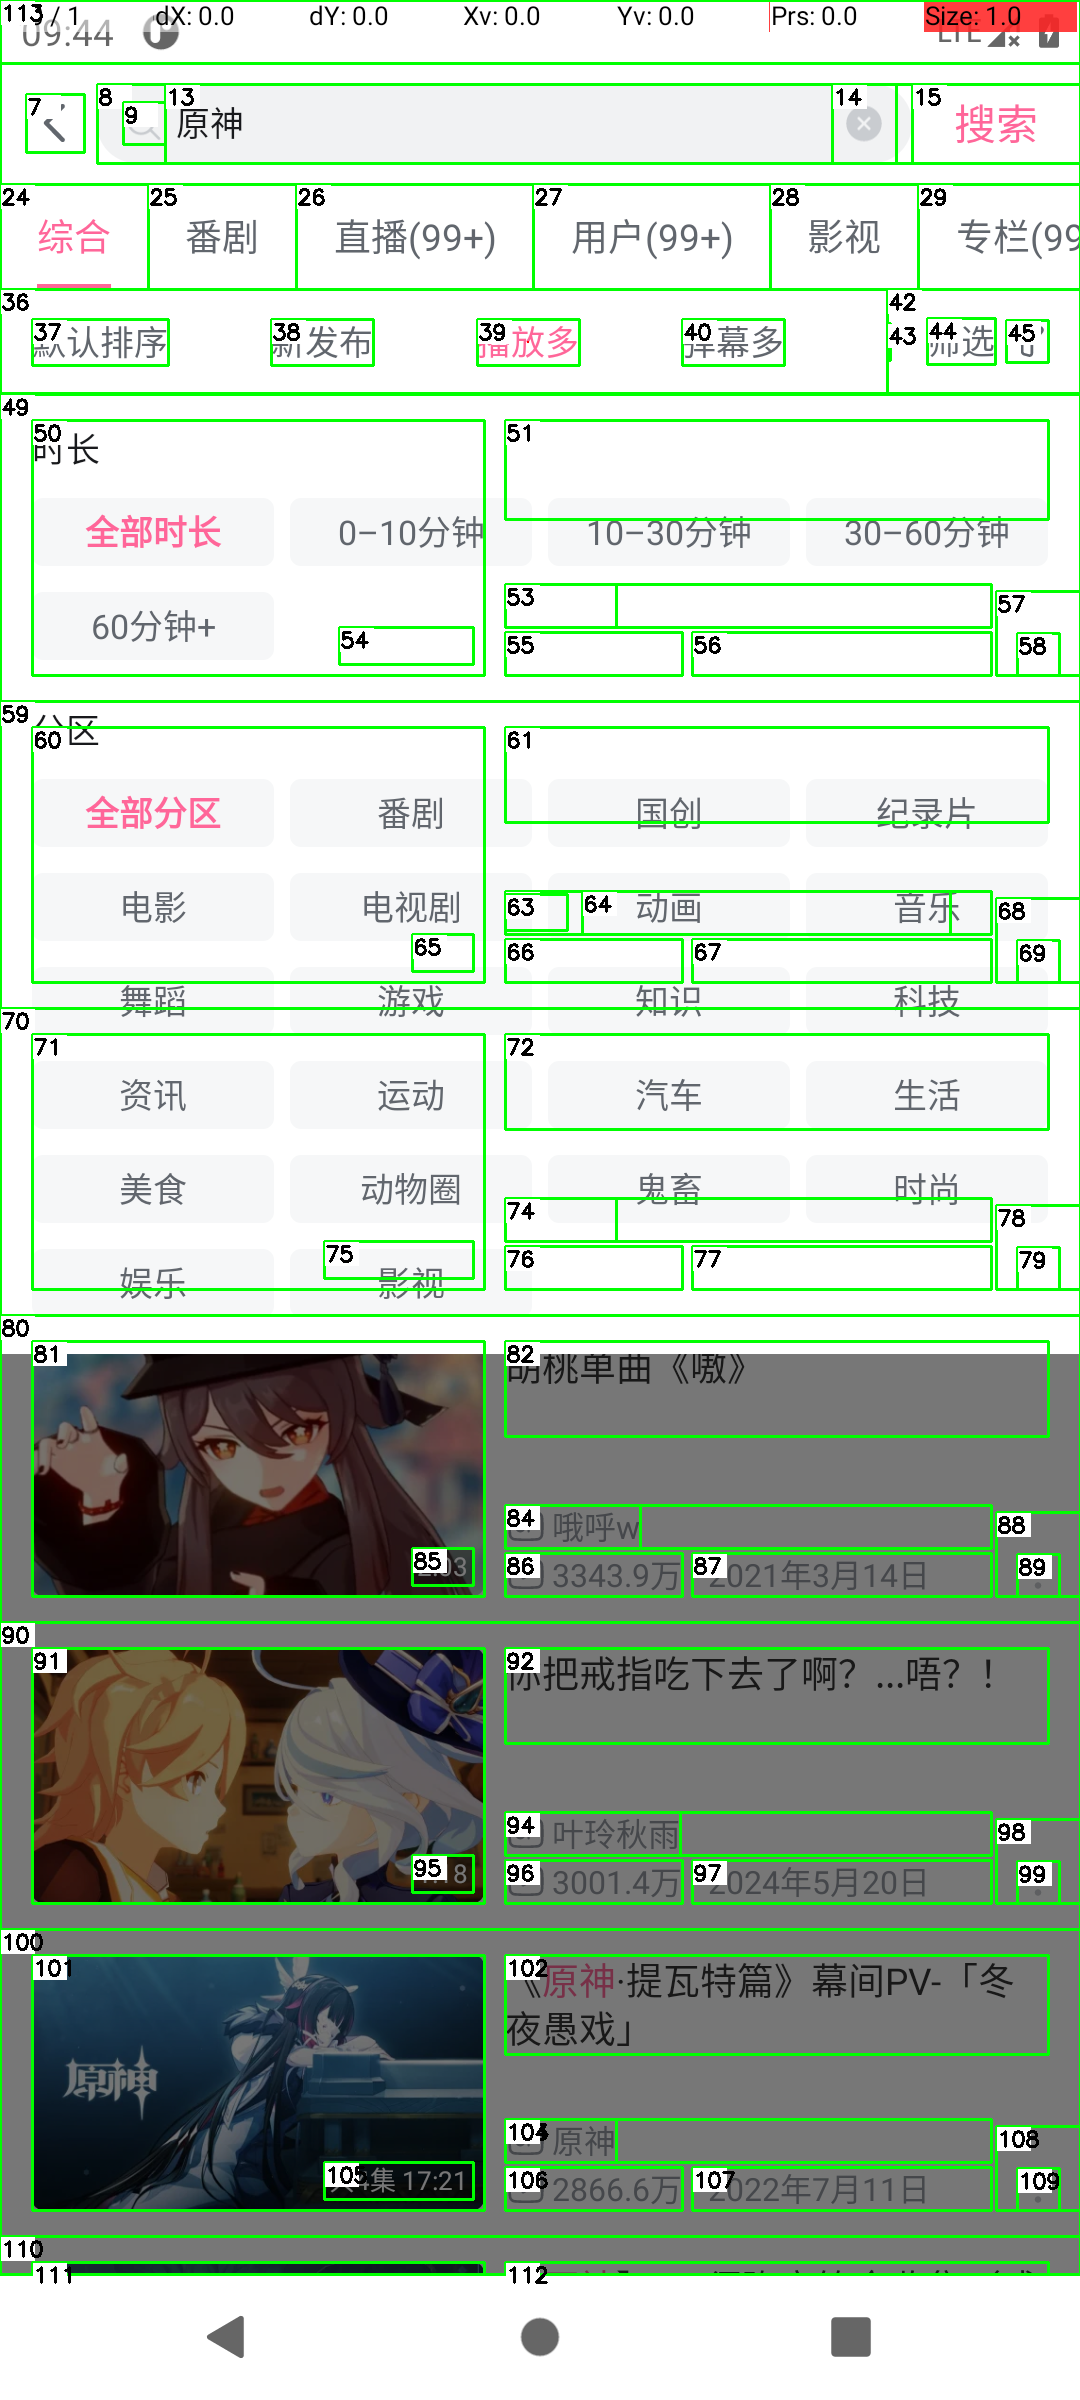 113 / 1 dX: 0.0 dY: 0.0 Xv: 0.0 Yv: 0.0 Prs: 0.0 Size: 1.0
09:44 LTE
7 8 9 13 原神 14 15 搜索
24 综合 25 番剧 26 直播(99+) 27 用户(99+) 28 影视 29 专栏(99
36 42
37 默认排序 38 新发布 39 播放多 40 弹幕多 43 44 筛选 45
49
50 时长 51
全部时长 0-10分钟 10-30分钟 30-60分钟
53 57
60分钟+ 54 55 56 58
59 分区
60 61
全部分区 番剧 国创 纪录片
电影 电视剧 63 64 动画 音乐 68
65 66 67 69
舞蹈 游戏 知识 科技
70
71 72
资讯 运动 汽车 生活
美食 动物圈 鬼畜 时尚
74 78
75 76 77 79
娱乐 影视
80
81 82 胡桃单曲《嗷》
84 哦呼w 88
85 :03 86 3343.9万 87 2021年3月14日 89
90
91 92 你把戒指吃下去了啊？...唔？！
94 叶玲秋雨 98
95 :18 96 3001.4万 97 2024年5月20日 99
100
101 102 《原神·提瓦特篇》幕间PV-「冬
夜愚戏」
原神
104 原神 108
105 4集 17:21 106 2866.6万 107 2022年7月11日 109
110
111 112